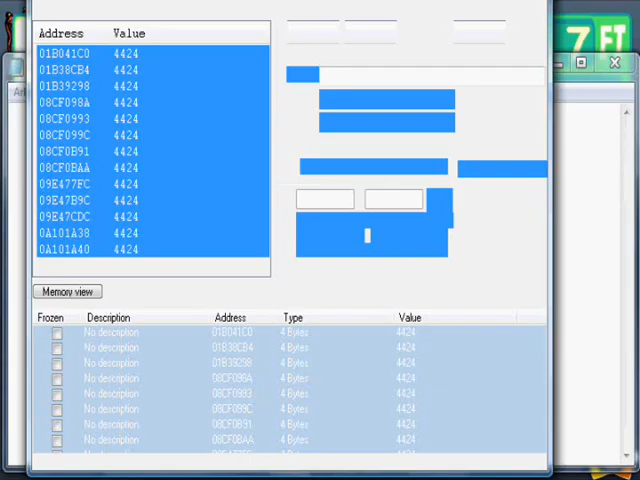 7 FT
Address Value
01B041C0 4424
01B38CB4 4424
01B39298 4424
08CF098A 4424
08CF0993 4424
08CF099C 4424
08CF0B91 4424
08CF0BAA 4424
09E477FC 4424
09E47B9C 4424
09E47CDC 4424
0A101A38 4424
0A101A40 4424
Memory view
Frozen Description Address Type Value
No description 01B041C0 4 Bytes 4424
No description 01B38CB4 4 Bytes 4424
No description 01B39298 4 Bytes 4424
No description 08CF098A 4 Bytes 4424
No description 08CF0993 4 Bytes 4424
No description 08CF099C 4 Bytes 4424
No description 08CF0B91 4 Bytes 4424
No description 08CF0BAA 4 Bytes 4424